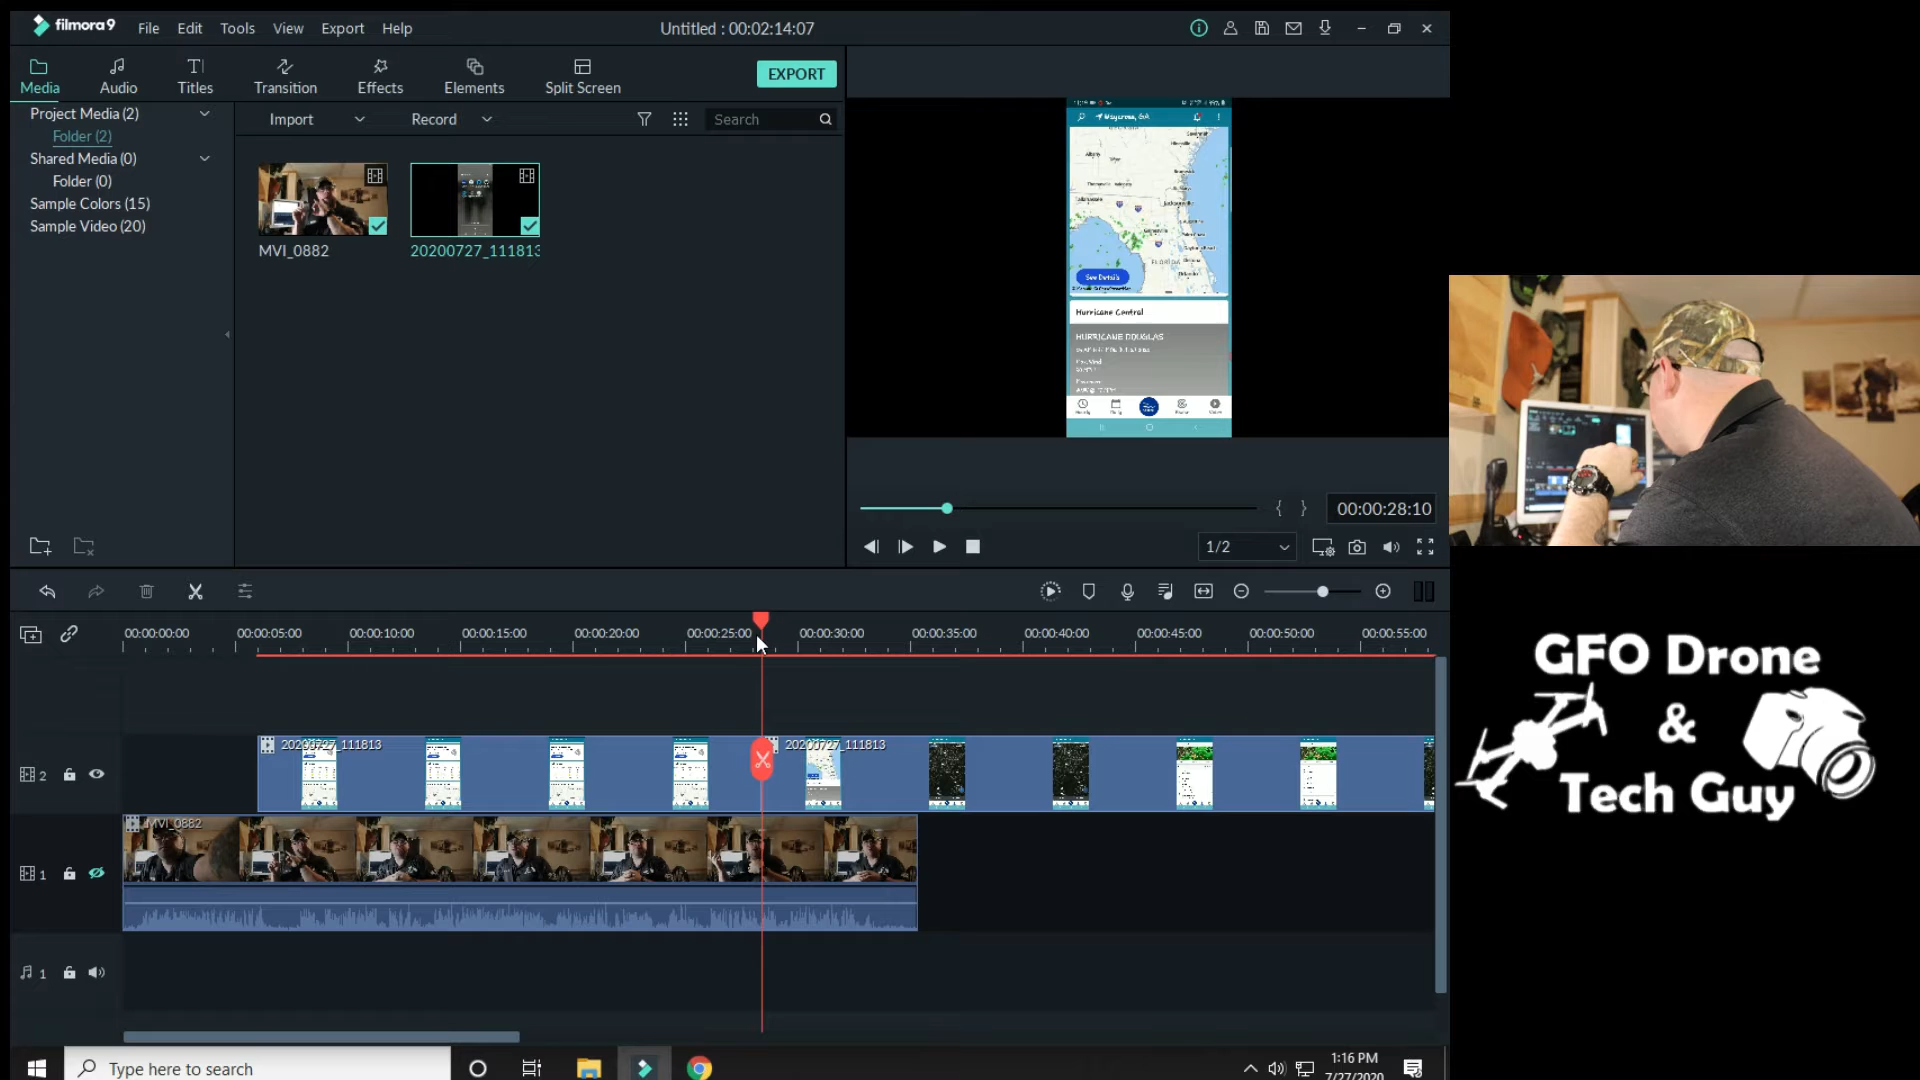 filmora9
File
Edit
Tools
View
Export
Help
Untitled : 00:02:14:07
Media
Audio
Titles
Transition
Effects
Elements
Split Screen
EXPORT
Project Media (2)
Folder (2)
Shared Media (0)
Folder (0)
Sample Colors (15)
Sample Video (20)
Import
Record
Search
MVI_0882
20200727_111813
Waycross, GA
See Details
Hurricane Central
HURRICANE DOUGLAS
00:00:28:10
1/2
00:00:00:00
00:00:05:00
00:00:10:00
00:00:15:00
00:00:20:00
00:00:25:00
00:00:30:00
00:00:35:00
00:00:40:00
00:00:45:00
00:00:50:00
00:00:55:00
2
20200727_111813
20200727_111813
1
MVI_0882
1
GFO Drone
&
Tech Guy
Type here to search
1:16 PM
7/27/2020